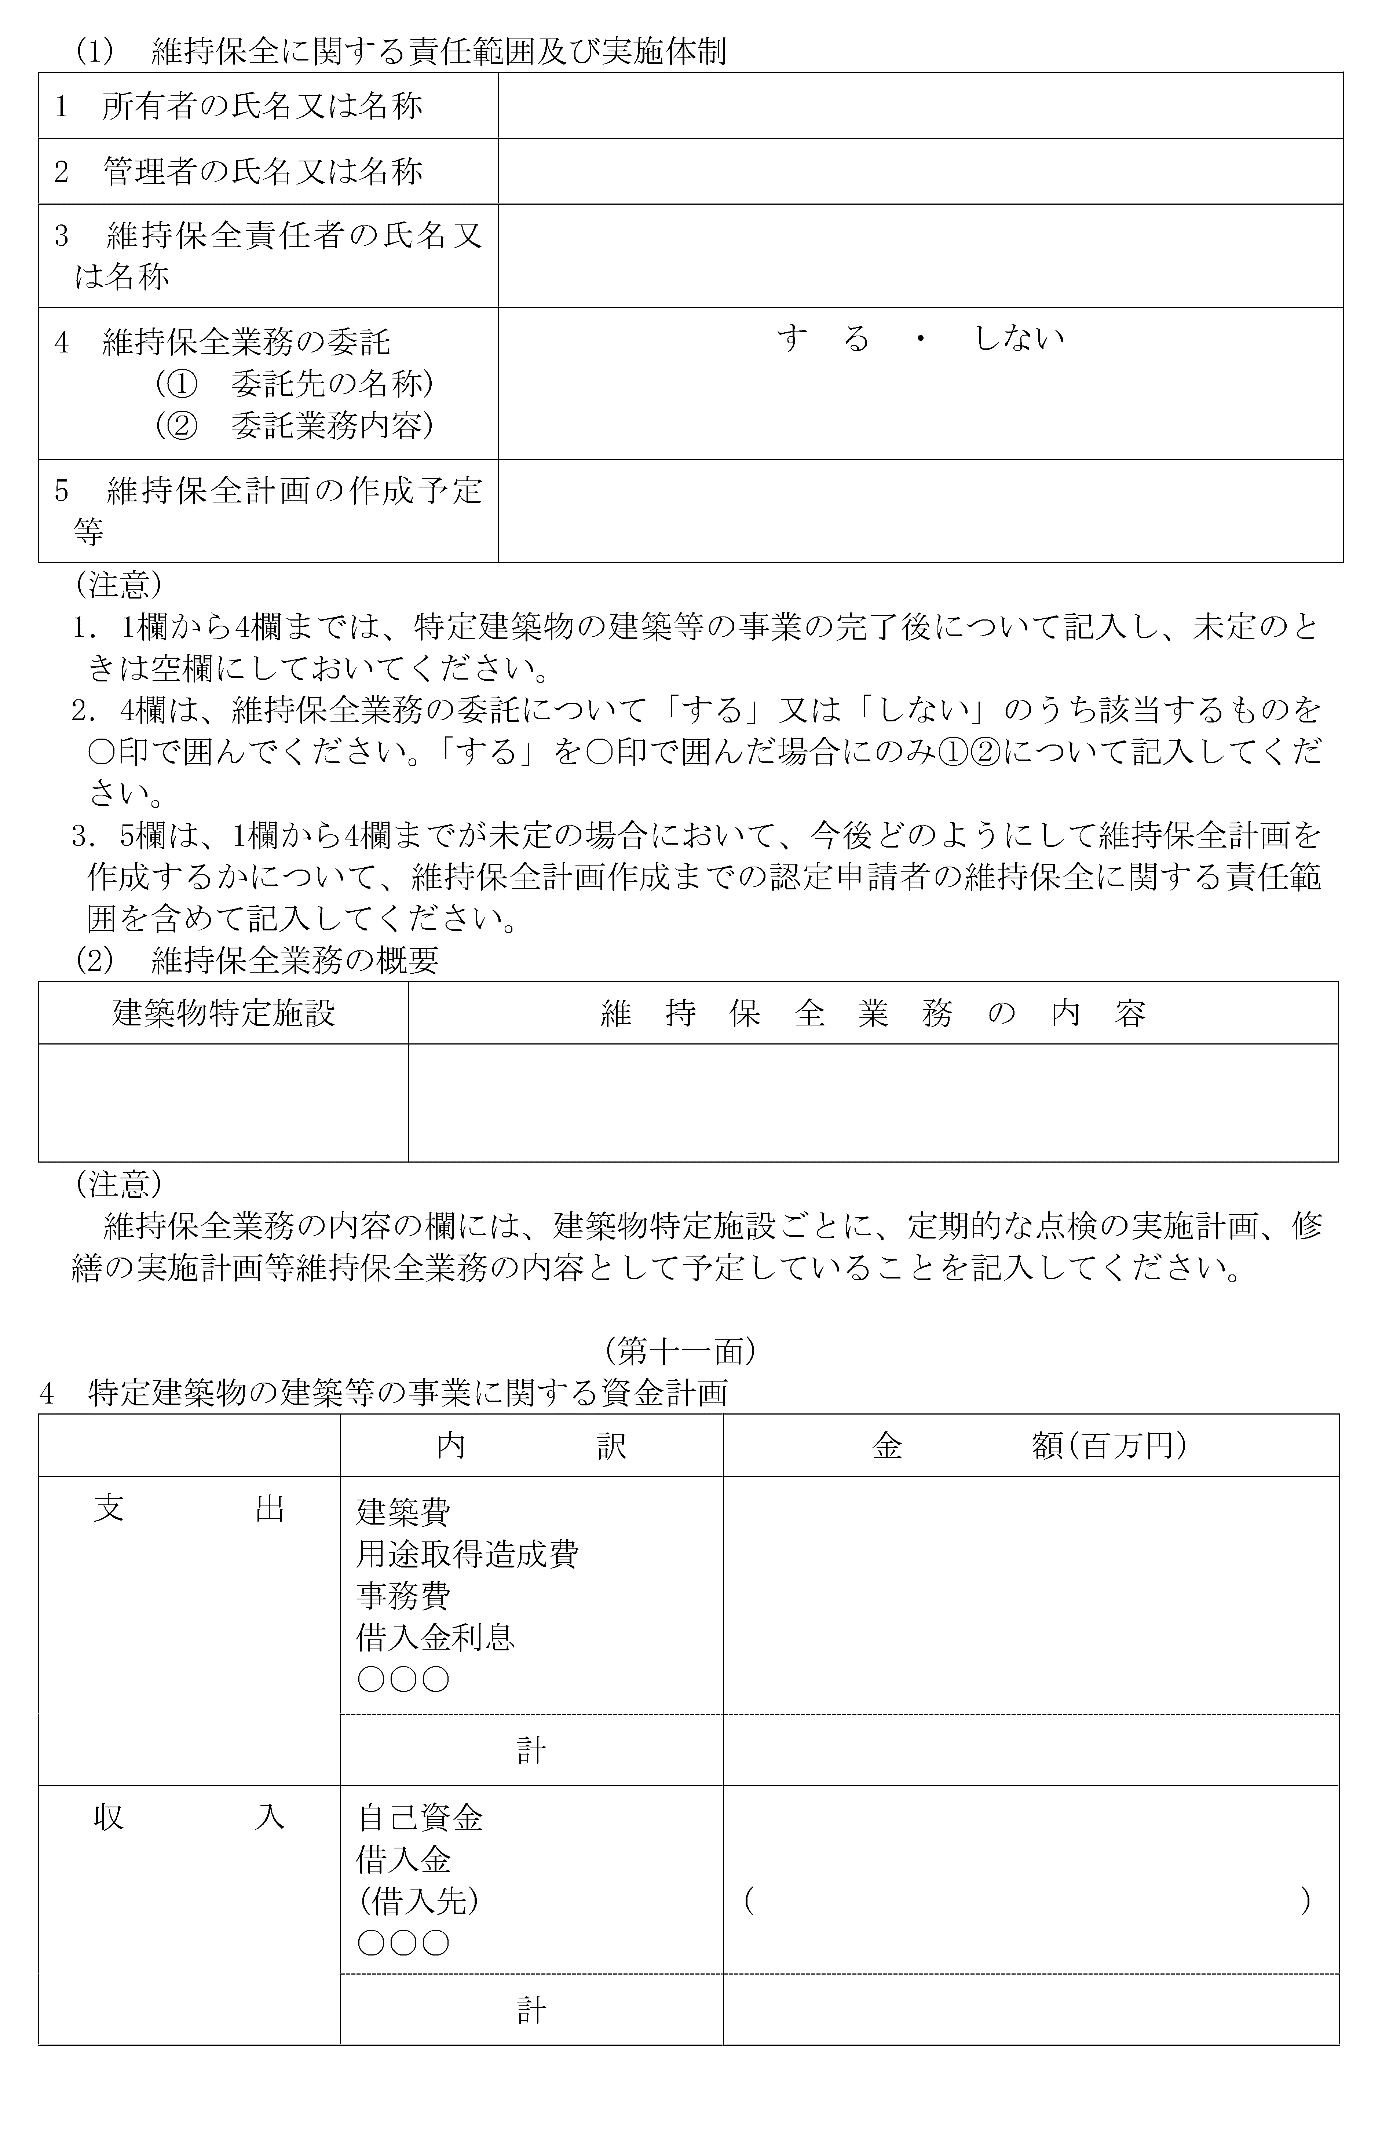 (1)　維持保全に関する責任範囲及び実施体制
1　所有者の氏名又は名称
2　管理者の氏名又は名称
3　維持保全責任者の氏名又
は名称
4　維持保全業務の委託
(①　委託先の名称)
(②　委託業務内容)
す　る　・　しない
5　維持保全計画の作成予定
等
(注意)
1. 1欄から4欄までは、特定建築物の建築等の事業の完了後について記入し、未定のと
きは空欄にしておいてください。
2. 4欄は、維持保全業務の委託について「する」又は「しない」のうち該当するものを
○印で囲んでください。「する」を○印で囲んだ場合にのみ①②について記入してくだ
さい。
3. 5欄は、1欄から4欄までが未定の場合において、今後どのようにして維持保全計画を
作成するかについて、維持保全計画作成までの認定申請者の維持保全に関する責任範
囲を含めて記入してください。
(2)　維持保全業務の概要
建築物特定施設　維　持　保　全　業　務　の　内　容
(注意)
維持保全業務の内容の欄には、建築物特定施設ごとに、定期的な点検の実施計画、修
繕の実施計画等維持保全業務の内容として予定していることを記入してください。
(第十一面)
4　特定建築物の建築等の事業に関する資金計画
内　　　　訳　金　　　　額(百万円)
支　　　　出
建築費
用途取得造成費
事務費
借入金利息
○○○
計
収　　　　入
自己資金
借入金
(借入先)　(　　　　　　　　)
○○○
計